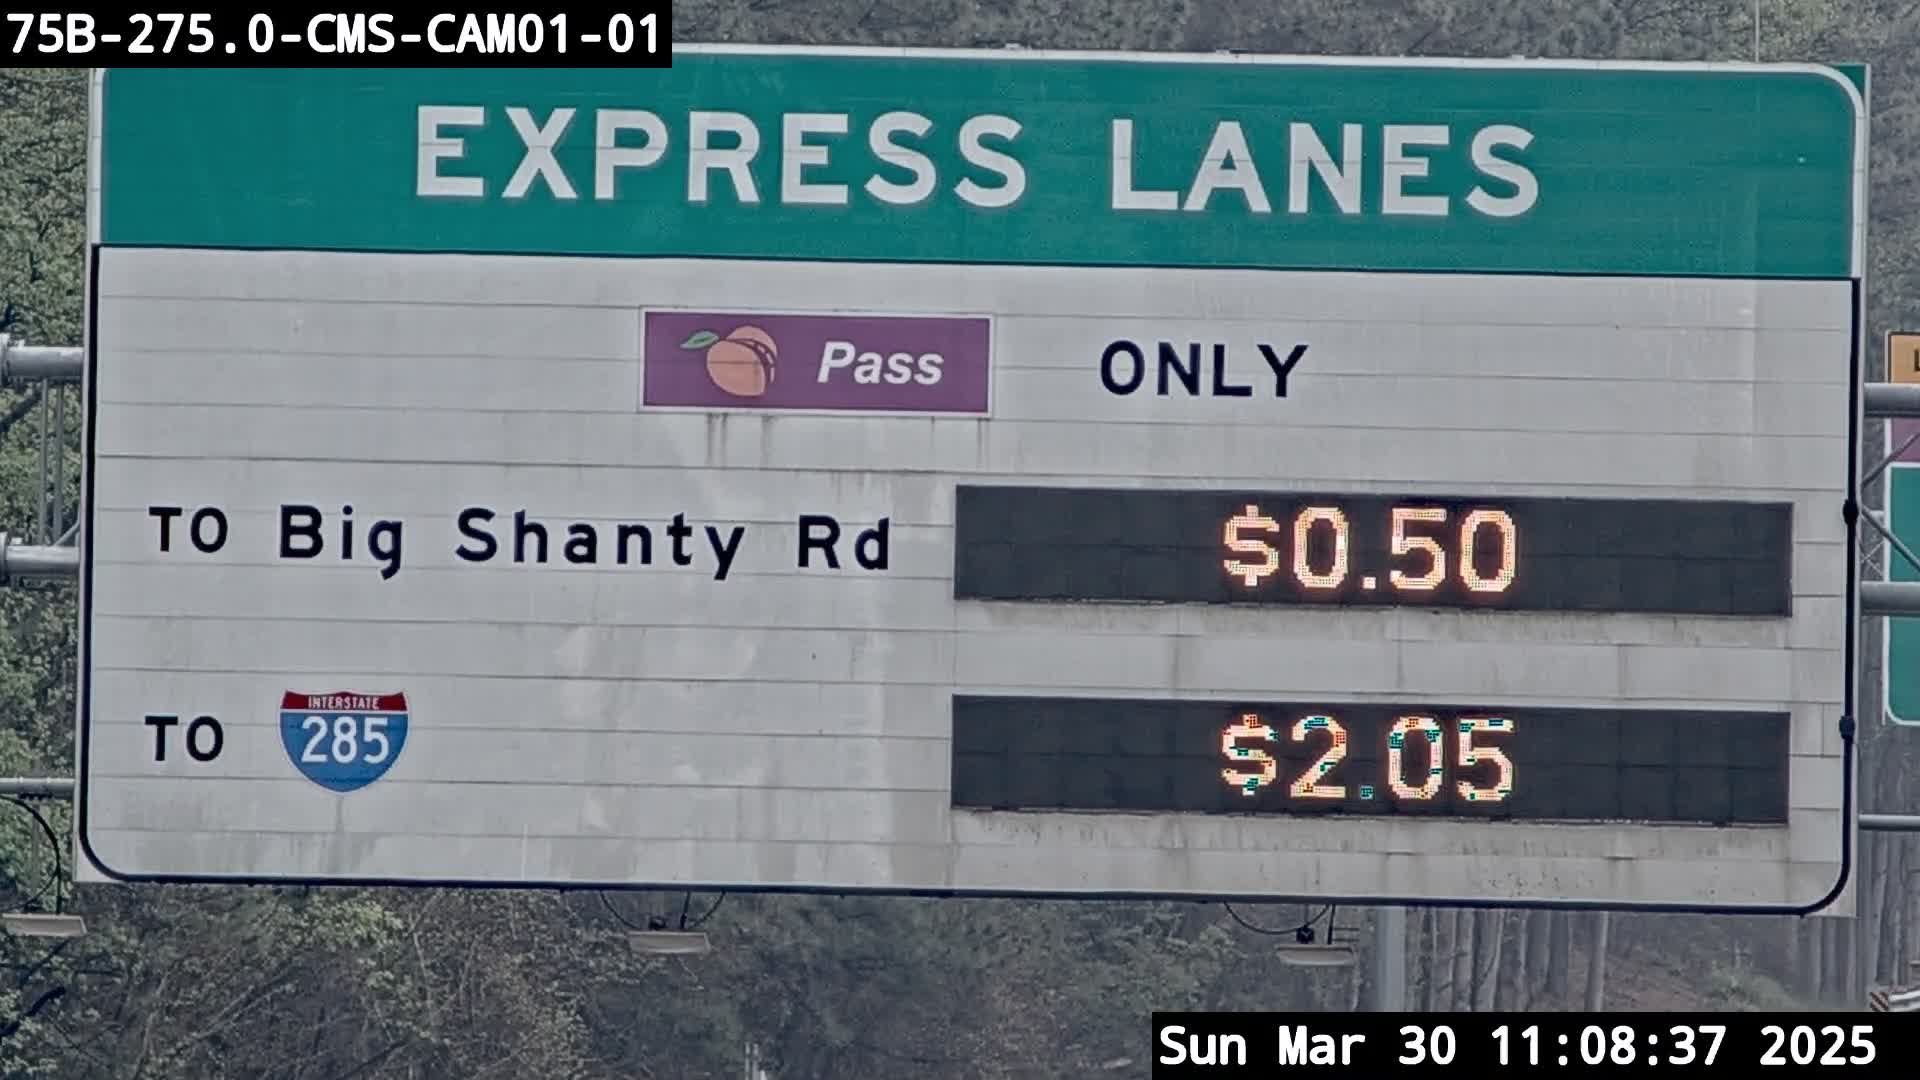 75B-275.0-CMS-CAM01-01
EXPRESS LANES
Pass ONLY
TO Big Shanty Rd $0.50
INTERSTATE
TO 285 $2.05
Sun Mar 30 11:08:37 2025